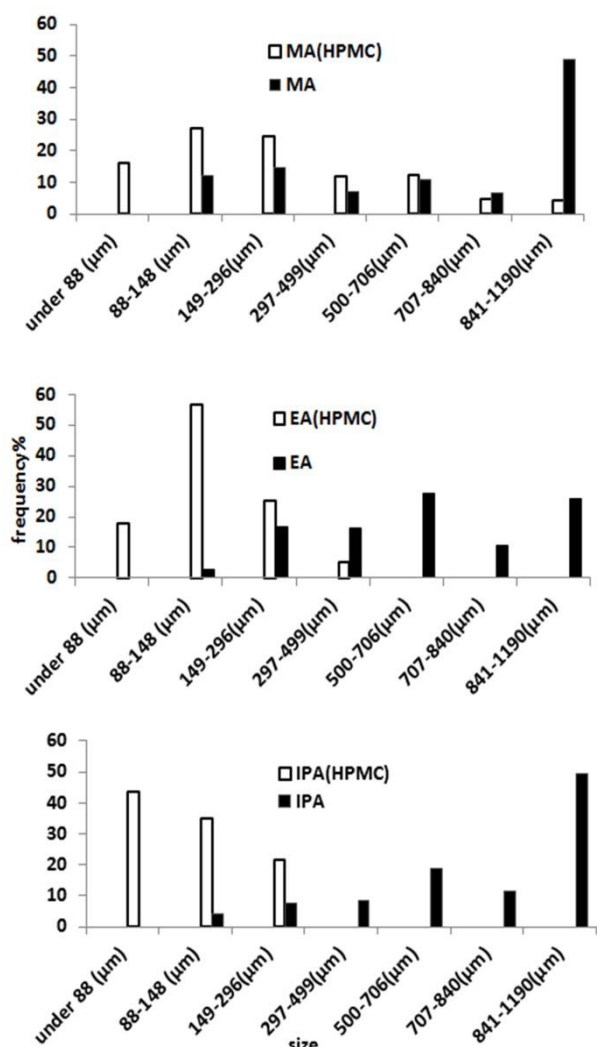 60
50
40
30
20
10
0
MA(HPMC)
MA
under 88 (µm)
88-148 (µm)
149-296(µm)
297-499(µm)
500-706(µm)
707-840(µm)
841-1190(µm)
frequency%
60
50
40
30
20
10
0
EA(HPMC)
EA
under 88 (µm)
88-148 (µm)
149-296(µm)
297-499(µm)
500-706(µm)
707-840(µm)
841-1190(µm)
60
50
40
30
20
10
0
IPA(HPMC)
IPA
under 88 (µm)
88-148 (µm)
149-296(µm)
297-499(µm)
500-706(µm)
707-840(µm)
841-1190(µm)
size